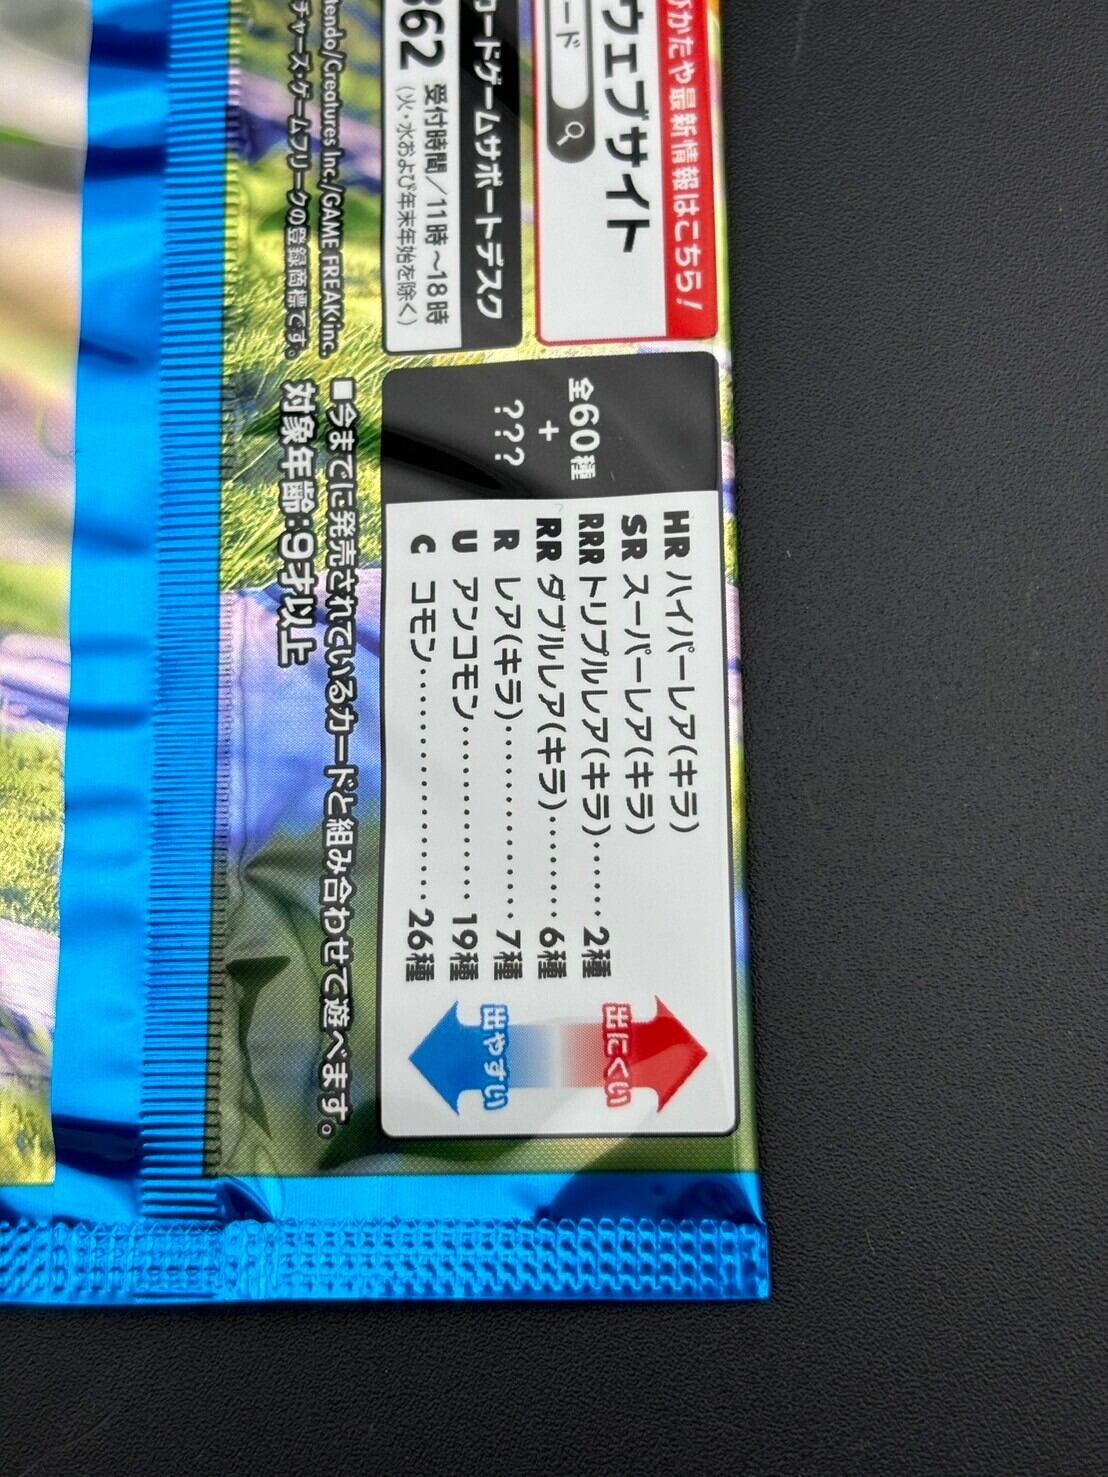 びかたや最新情報はこちら!
ウェブサイト
ード
カードゲームサポートデスク
362 受付時間/11時~18時
(火・水および年末年始を除く)
ntendo/Creatures Inc./GAME FREAK inc.
チャーズ・ゲームフリークの登録商標です。
全60種
+
???
HR ハイパーレア(キラ)
SR スーパーレア(キラ)
RRR トリプルレア(キラ)……2種
RR ダブルレア(キラ)………6種
R レア(キラ)………………7種
U アンコモン………………19種
C コモン……………………26種
出にくい
出やすい
■今までに発売されているカードと組み合わせて遊べます。
対象年齢:9才以上